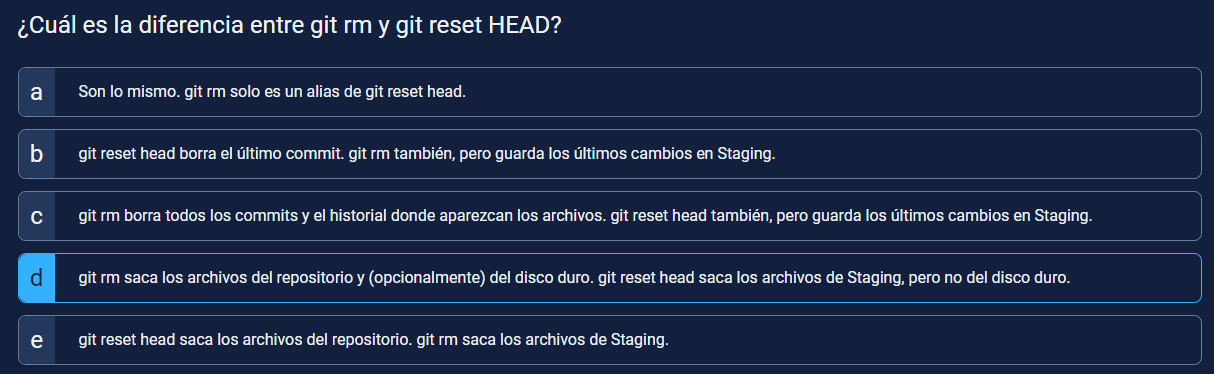 ¿Cuál es la diferencia entre git rm y git reset HEAD?
a Son lo mismo. git rm solo es un alias de git reset head.
b git reset head borra el último commit. git rm también, pero guarda los últimos cambios en Staging.
c git rm borra todos los commits y el historial donde aparezcan los archivos. git reset head también, pero guarda los últimos cambios en Staging.
d git rm saca los archivos del repositorio y (opcionalmente) del disco duro. git reset head saca los archivos de Staging, pero no del disco duro.
e git reset head saca los archivos del repositorio. git rm saca los archivos de Staging.